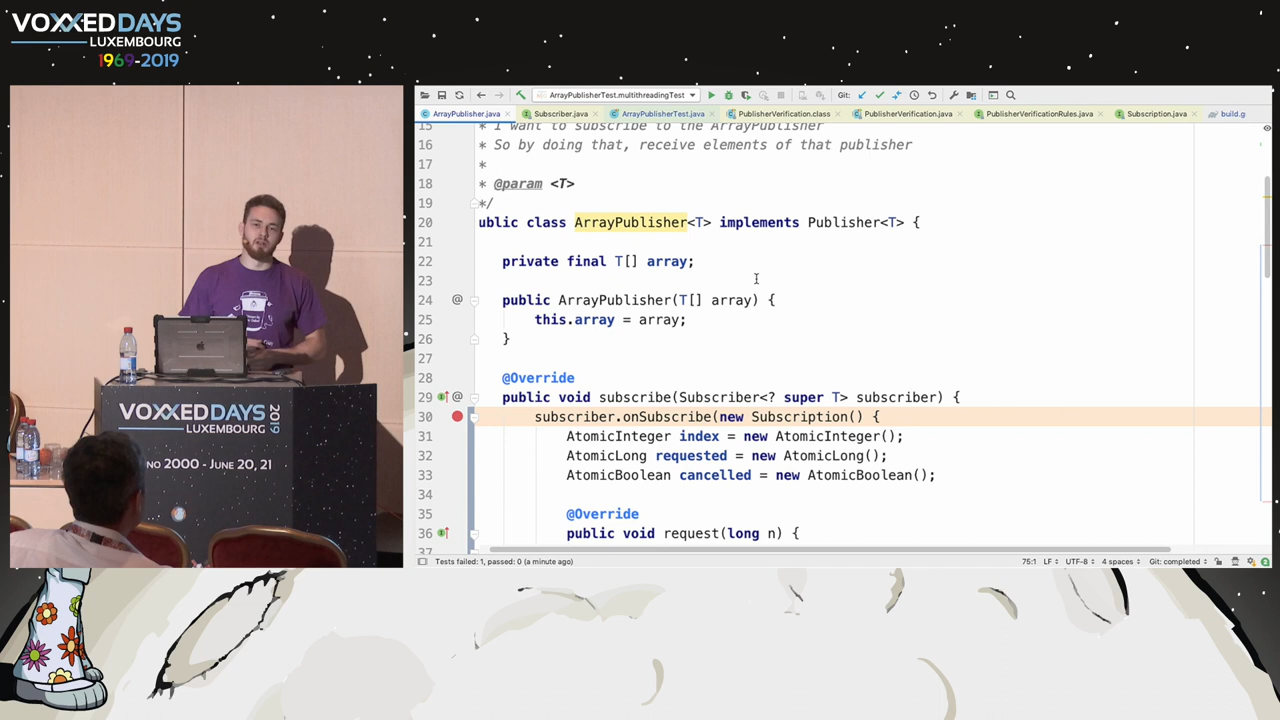 VOXXEDDAYS
LUXEMBOURG
1969-2019
ArrayPublisherTest.multithreadingTest
Git:
ArrayPublisher.java
Subscriber.java
ArrayPublisherTest.java
PublisherVerification.class
PublisherVerification.java
PublisherVerificationRules.java
Subscription.java
build.g
15 * I want to subscribe to the ArrayPublisher
16 * So by doing that, receive elements of that publisher
17 *
18 * @param <T>
19 */
20 ublic class ArrayPublisher<T> implements Publisher<T> {
21
22 private final T[] array;
23
24 @ public ArrayPublisher(T[] array) {
25 this.array = array;
26 }
27
28 @Override
29 @ public void subscribe(Subscriber<? super T> subscriber) {
30 subscriber.onSubscribe(new Subscription() {
31 AtomicInteger index = new AtomicInteger();
32 AtomicLong requested = new AtomicLong();
33 AtomicBoolean cancelled = new AtomicBoolean();
34
35 @Override
36 public void request(long n) {
37
Tests failed: 1, passed: 0 (a minute ago)
75:1 LF UTF-8 4 spaces Git: completed
VOXXEDDAYS
LUXEMBOURG
2019
NO 2000 - JUNE 20, 21